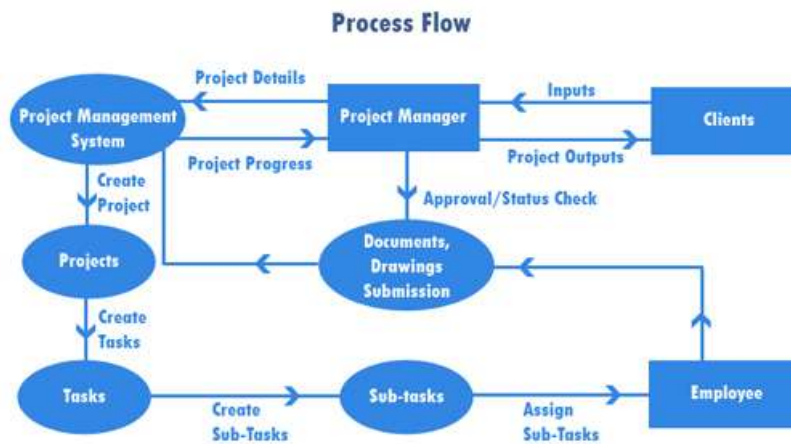 Process Flow
Project Details
Inputs
Project Management
System
Project Manager
Clients
Project Progress
Project Outputs
Create
Project
Approval/Status Check
Projects
Documents,
Drawings
Submission
Create
Tasks
Tasks
Sub-tasks
Employee
Create
Sub-Tasks
Assign
Sub-Tasks